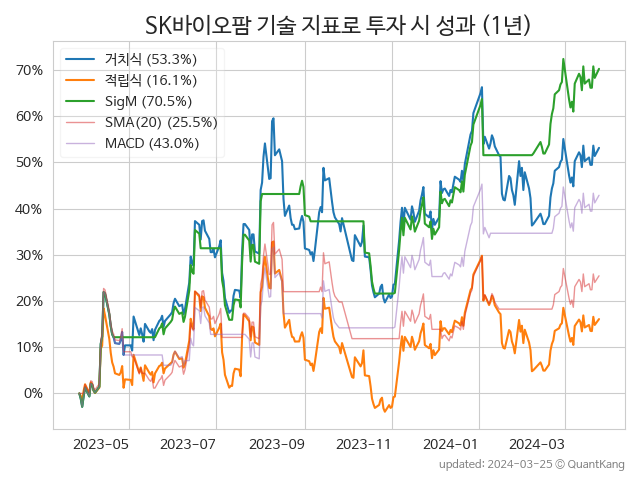 SK바이오팜 기술 지표로 투자 시 성과 (1년)
거치식 (53.3%)
적립식 (16.1%)
SigM (70.5%)
SMA(20) (25.5%)
MACD (43.0%)
70%
60%
50%
40%
30%
20%
10%
0%
2023-05 2023-07 2023-09 2023-11 2024-01 2024-03
updated: 2024-03-25 ⓒ QuantKang